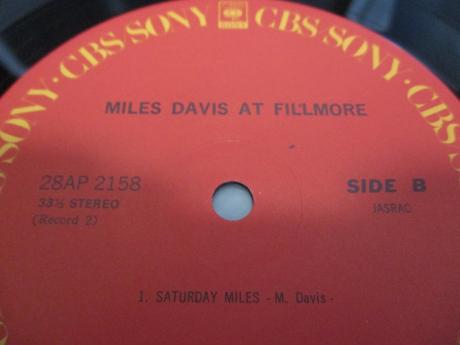 SONY · CBS/SONY · CBS/SONY · CBS/SONY
MILES DAVIS AT FILLMORE
28AP 2158
33⅓ STEREO
(Record 2)
SIDE B
JASRAC
1. SATURDAY MILES - M. Davis -